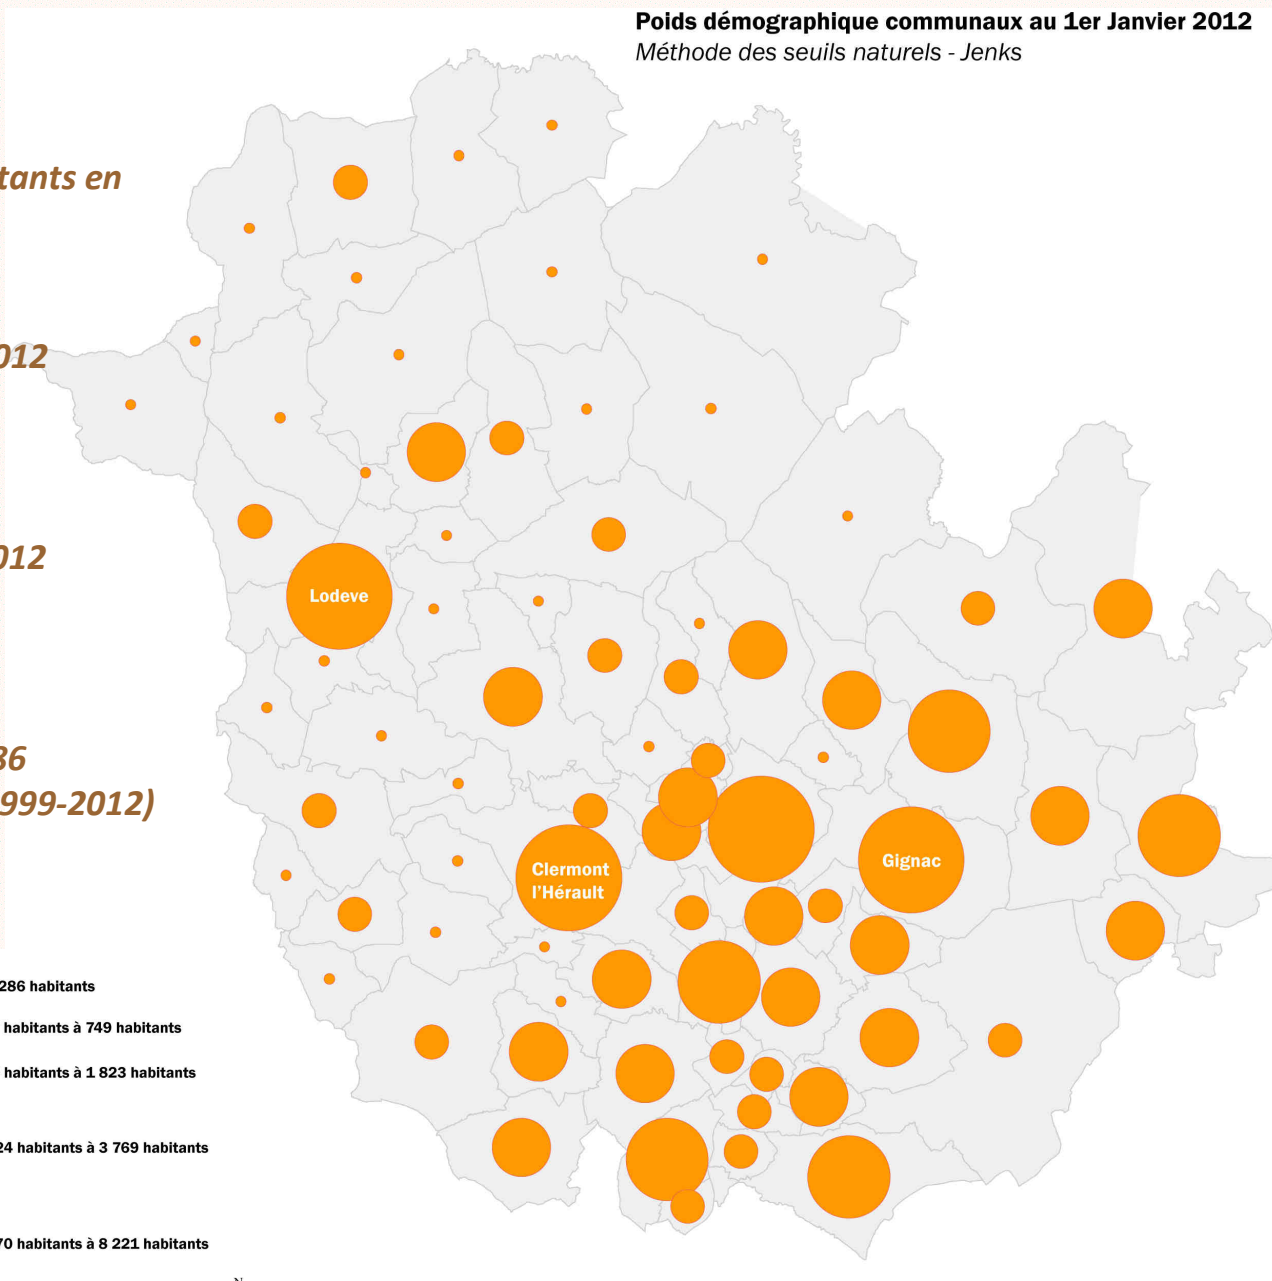 Poids démographique communaux au 1er Janvier 2012
Méthode des seuils naturels - Jenks
tants en
012
012
86
1999-2012)
Lodeve
Clermont
l'Hérault
Gignac
286 habitants
habitants à 749 habitants
habitants à 1 823 habitants
24 habitants à 3 769 habitants
70 habitants à 8 221 habitants
N